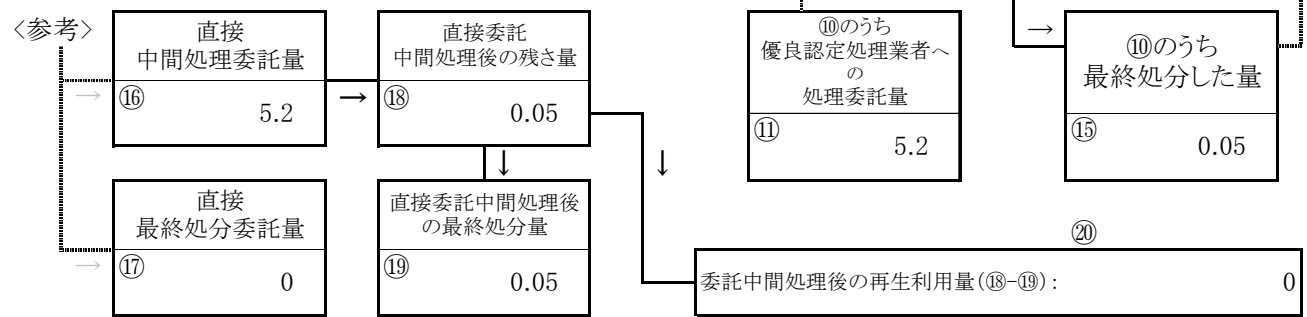 〈参考〉
直接
中間処理委託量
⑯
5.2
→
→
直接委託
中間処理後の残さ量
⑱
0.05
⑩のうち
優良認定処理業者へ
の
処理委託量
⑪
5.2
→
⑩のうち
最終処分した量
⑮
0.05
↓
↓
直接
最終処分委託量
⑰
0
→
直接委託中間処理後
の最終処分量
⑲
0.05
⑳
委託中間処理後の再生利用量(⑱-⑲): 0